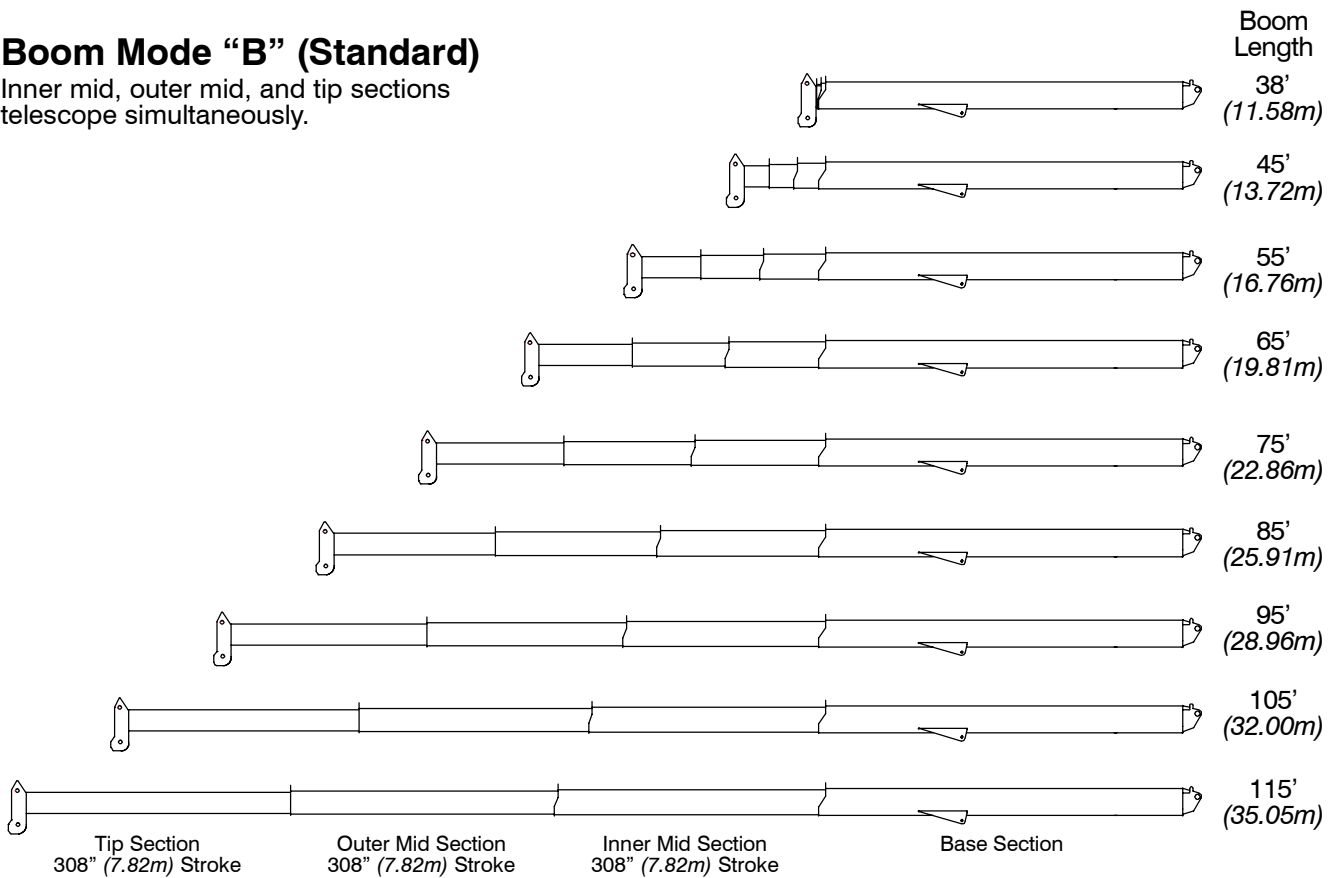 Boom Mode “B” (Standard)
Inner mid, outer mid, and tip sections
telescope simultaneously.
Boom
Length
38’
(11.58m)
45’
(13.72m)
55’
(16.76m)
65’
(19.81m)
75’
(22.86m)
85’
(25.91m)
95’
(28.96m)
105’
(32.00m)
115’
(35.05m)
Tip Section
308” (7.82m) Stroke
Outer Mid Section
308” (7.82m) Stroke
Inner Mid Section
308” (7.82m) Stroke
Base Section